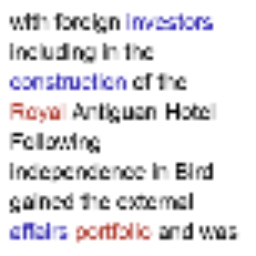 with foreign investors
including in the
construction of the
Royal Antiguan Hotel
Following
independence in Bird
gained the external
affairs portfolio and was